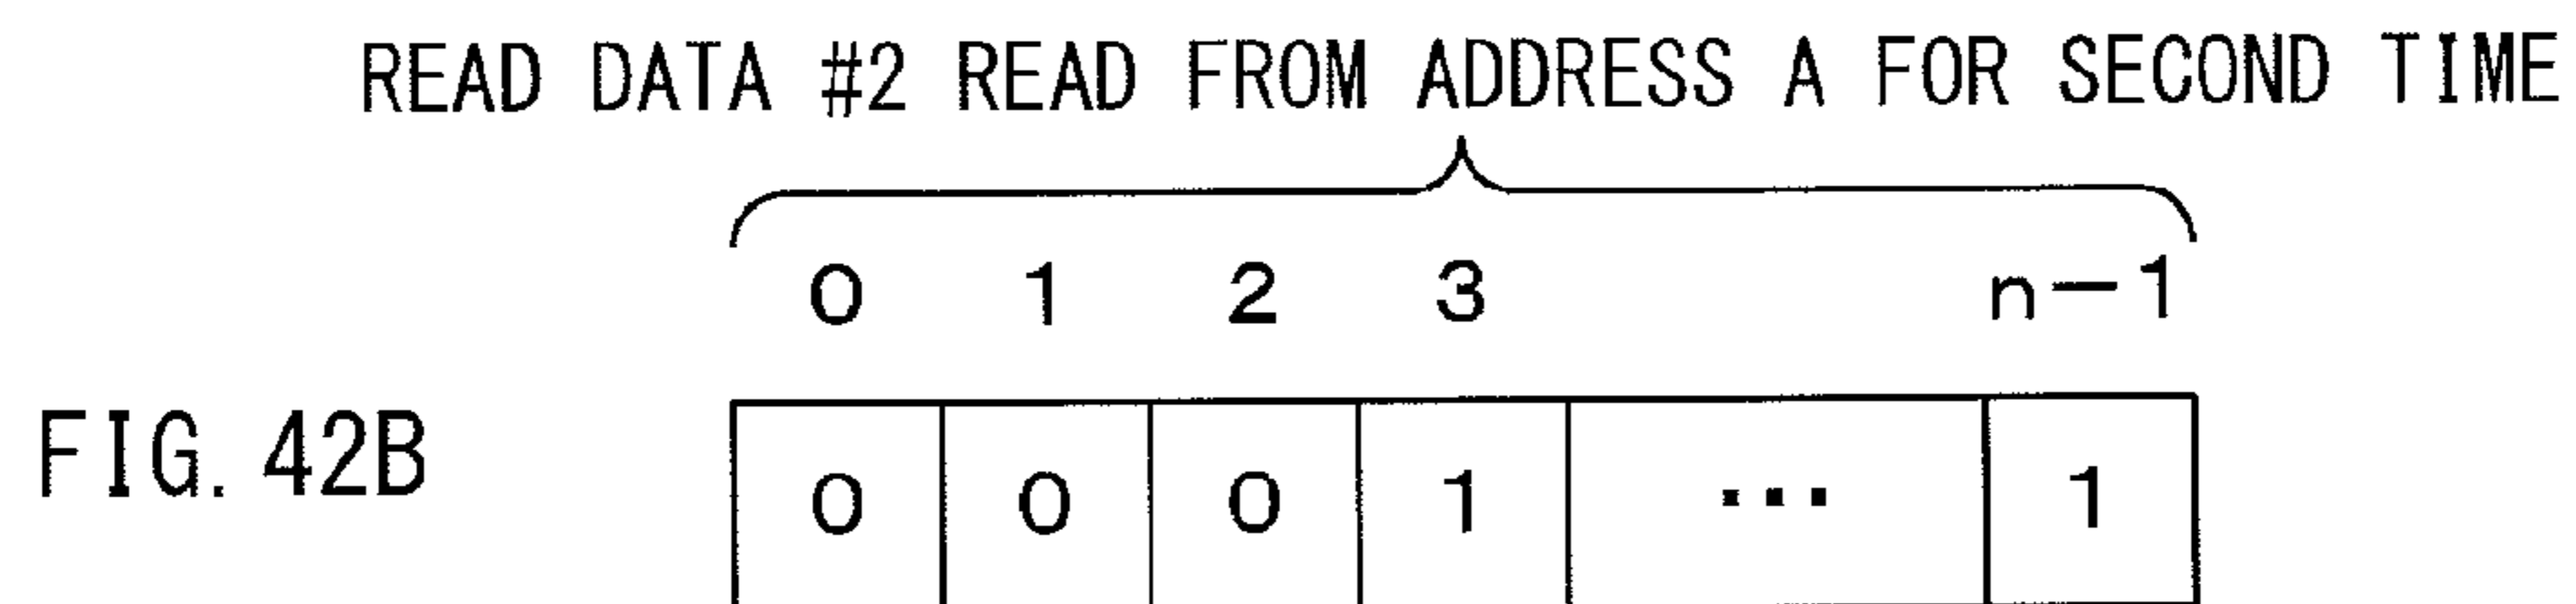 READ DATA #2 READ FROM ADDRESS A FOR SECOND TIME
0 1 2 3 n-1
FIG. 42B 0 0 0 1 ... 1